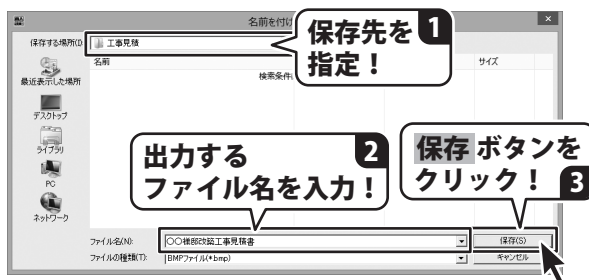 名前を付け
保存する場所(I)
工事見積
保存先を
指定！
1
名前
サイズ
検索条件
最近表示した場所
デスクトップ
ライブラリ
PC
ネットワーク
出力する
ファイル名を入力！
2
保存 ボタンを
クリック！ 3
ファイル名(N):
〇〇様邸改築工事見積書
保存(S)
ファイルの種類(T):
BMPファイル(*.bmp)
キャンセル